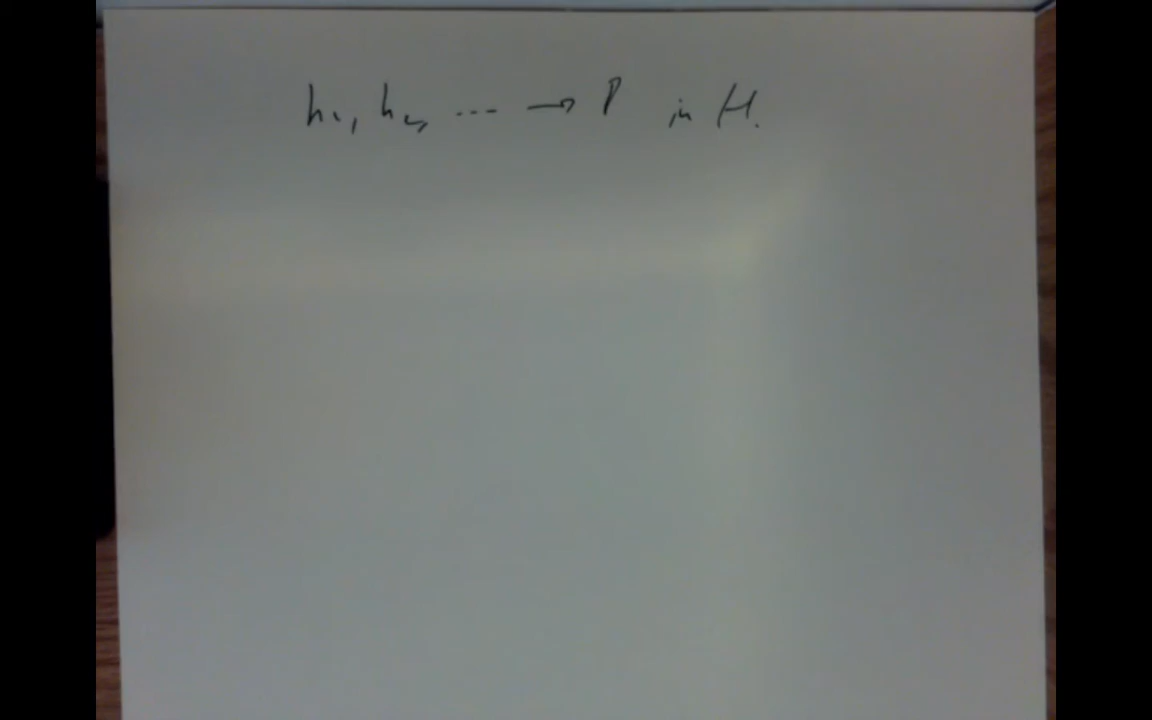 h₁, h₂, ... → P in H.